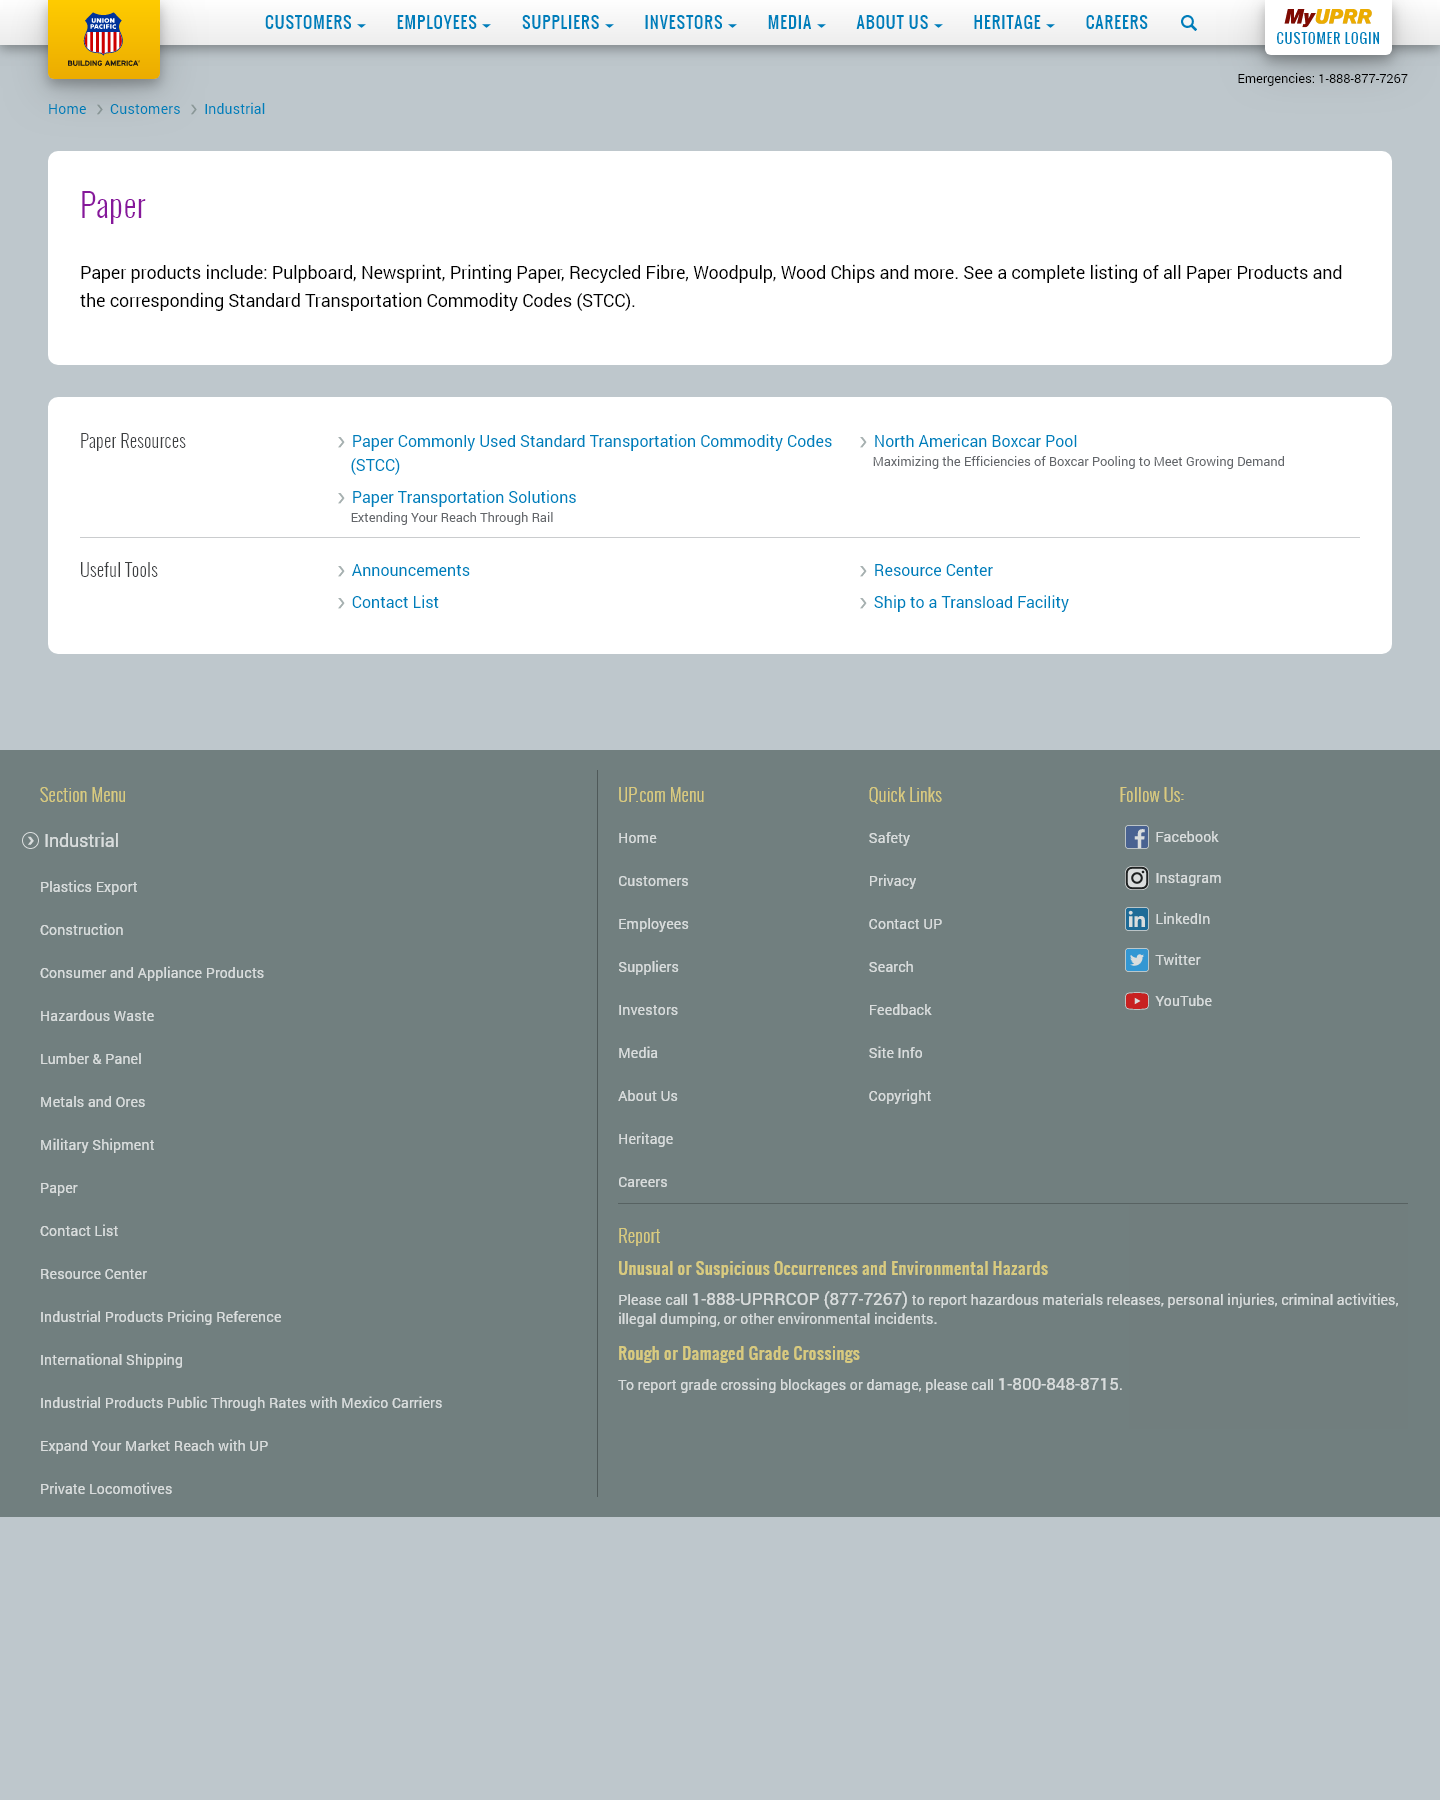 UNION
PACIFIC
BUILDING AMERICA®
CUSTOMERS EMPLOYEES SUPPLIERS INVESTORS MEDIA ABOUT US HERITAGE CAREERS
MyUPRR
CUSTOMER LOGIN
Emergencies: 1-888-877-7267
Home Customers Industrial
Paper
Paper products include: Pulpboard, Newsprint, Printing Paper, Recycled Fibre, Woodpulp, Wood Chips and more. See a complete listing of all Paper Products and
the corresponding Standard Transportation Commodity Codes (STCC).
Paper Resources
Paper Commonly Used Standard Transportation Commodity Codes
(STCC)
Paper Transportation Solutions
Extending Your Reach Through Rail
North American Boxcar Pool
Maximizing the Efficiencies of Boxcar Pooling to Meet Growing Demand
Useful Tools
Announcements
Contact List
Resource Center
Ship to a Transload Facility
Section Menu
Industrial
Plastics Export
Construction
Consumer and Appliance Products
Hazardous Waste
Lumber & Panel
Metals and Ores
Military Shipment
Paper
Contact List
Resource Center
Industrial Products Pricing Reference
International Shipping
Industrial Products Public Through Rates with Mexico Carriers
Expand Your Market Reach with UP
Private Locomotives
UP.com Menu
Home
Customers
Employees
Suppliers
Investors
Media
About Us
Heritage
Careers
Quick Links
Safety
Privacy
Contact UP
Search
Feedback
Site Info
Copyright
Follow Us:
Facebook
Instagram
LinkedIn
Twitter
YouTube
Report
Unusual or Suspicious Occurrences and Environmental Hazards
Please call 1-888-UPRRCOP (877-7267) to report hazardous materials releases, personal injuries, criminal activities,
illegal dumping, or other environmental incidents.
Rough or Damaged Grade Crossings
To report grade crossing blockages or damage, please call 1-800-848-8715.